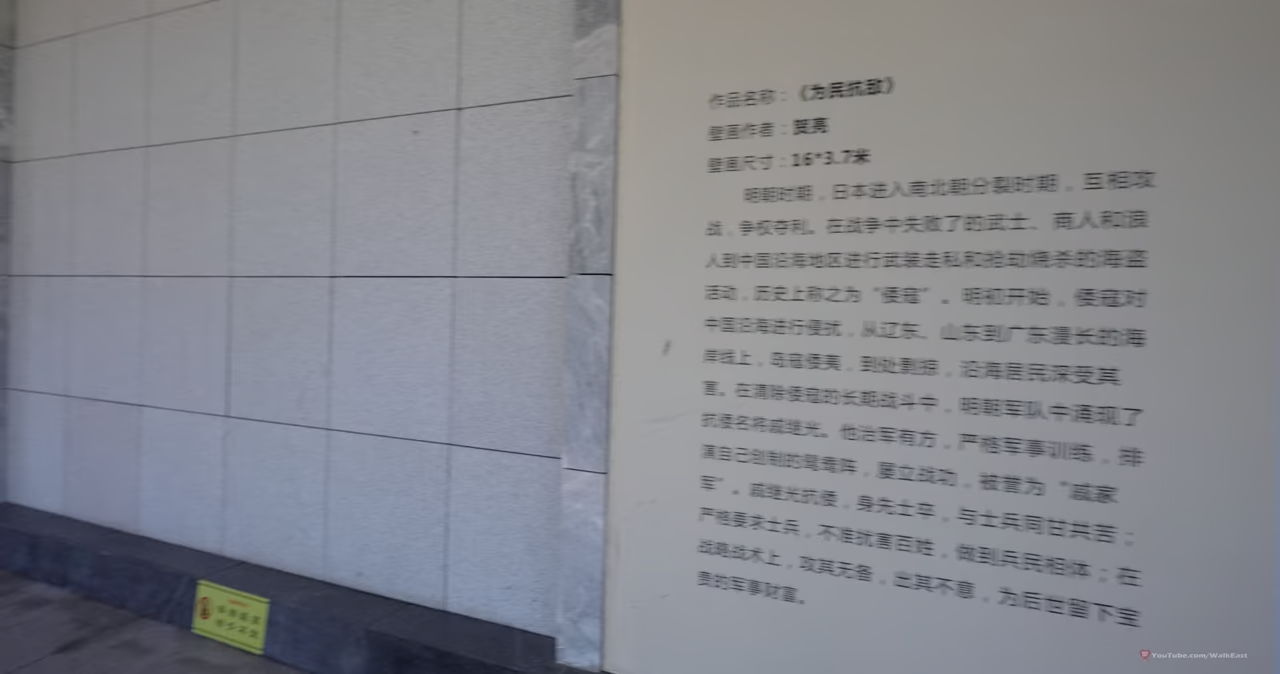 作品名称：《为民抗敌》
壁画作者：贺亮
壁画尺寸：16*3.7米
明朝时期，日本进入南北朝分裂时期，互相攻
战，争权夺利。在战争中失败了的武士、商人和浪
人到中国沿海地区进行武装走私和抢劫烧杀的海盗
活动，历史上称之为“倭寇”。明初开始，倭寇对
中国沿海进行侵扰，从辽东、山东到广东漫长的海
岸线上，岛寇倭夷，到处剽掠，沿海居民深受其
害。在清除倭寇的长期战斗中，明朝军队中涌现了
抗倭名将戚继光。他治军有方，严格军事训练，排
演自己创制的鸳鸯阵，屡立战功，被誉为“戚家
军”。戚继光抗倭，身先士卒，与士兵同甘共苦；
严格要求士兵，不准扰害百姓，做到兵民相体；在
战略战术上，攻其无备，出其不意，为后世留下宝
贵的军事财富。
YouTube.com/WalkEast